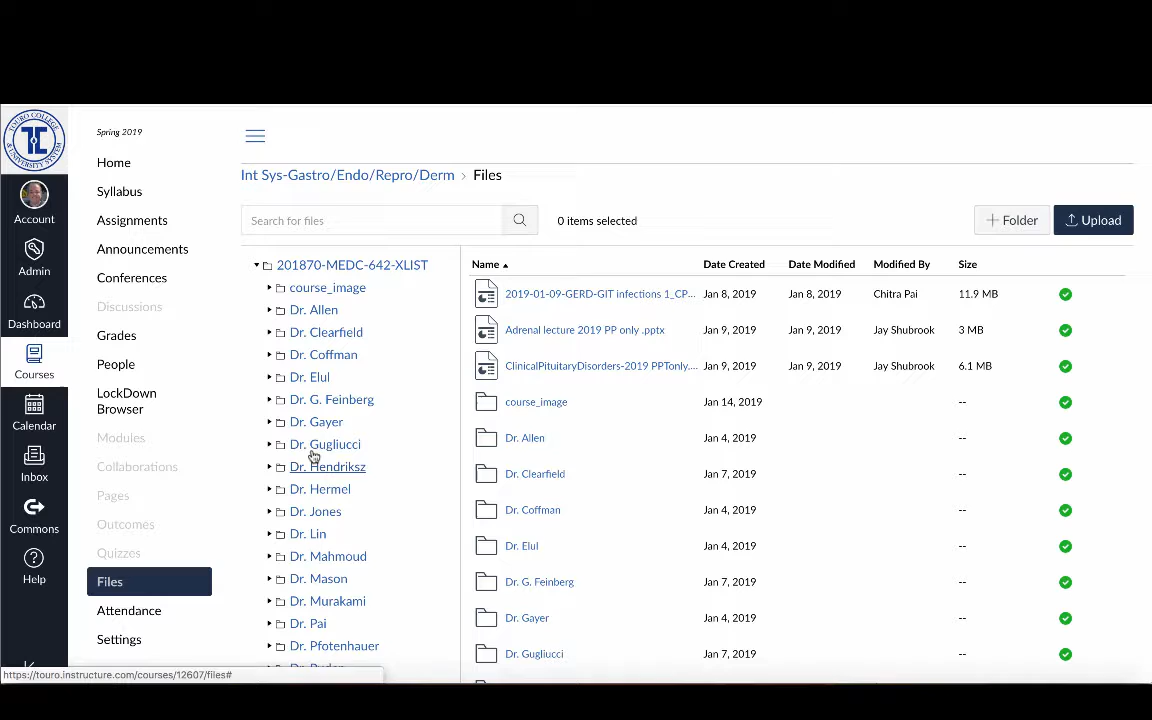 TOURO COLLEGE
& UNIVERSITY SYSTEM
Account
Admin
Dashboard
Courses
Calendar
Inbox
Commons
Help
Spring 2019
Home
Syllabus
Assignments
Announcements
Conferences
Discussions
Grades
People
LockDown
Browser
Modules
Collaborations
Pages
Outcomes
Quizzes
Files
Attendance
Settings
Int Sys-Gastro/Endo/Repro/Derm › Files
Search for files
0 items selected
+ Folder
Upload
201870-MEDC-642-XLIST
course_image
Dr. Allen
Dr. Clearfield
Dr. Coffman
Dr. Elul
Dr. G. Feinberg
Dr. Gayer
Dr. Gugliucci
Dr. Hendriksz
Dr. Hermel
Dr. Jones
Dr. Lin
Dr. Mahmoud
Dr. Mason
Dr. Murakami
Dr. Pai
Dr. Pfotenhauer
Name Date Created Date Modified Modified By Size
2019-01-09-GERD-GIT infections 1_CP... Jan 8, 2019 Jan 8, 2019 Chitra Pai 11.9 MB
Adrenal lecture 2019 PP only .pptx Jan 9, 2019 Jan 9, 2019 Jay Shubrook 3 MB
ClinicalPituitaryDisorders-2019 PPTonly.... Jan 9, 2019 Jan 9, 2019 Jay Shubrook 6.1 MB
course_image Jan 14, 2019 --
Dr. Allen Jan 4, 2019 --
Dr. Clearfield Jan 7, 2019 --
Dr. Coffman Jan 4, 2019 --
Dr. Elul Jan 4, 2019 --
Dr. G. Feinberg Jan 7, 2019 --
Dr. Gayer Jan 4, 2019 --
Dr. Gugliucci Jan 4, 2019 --
https://touro.instructure.com/courses/12607/files#